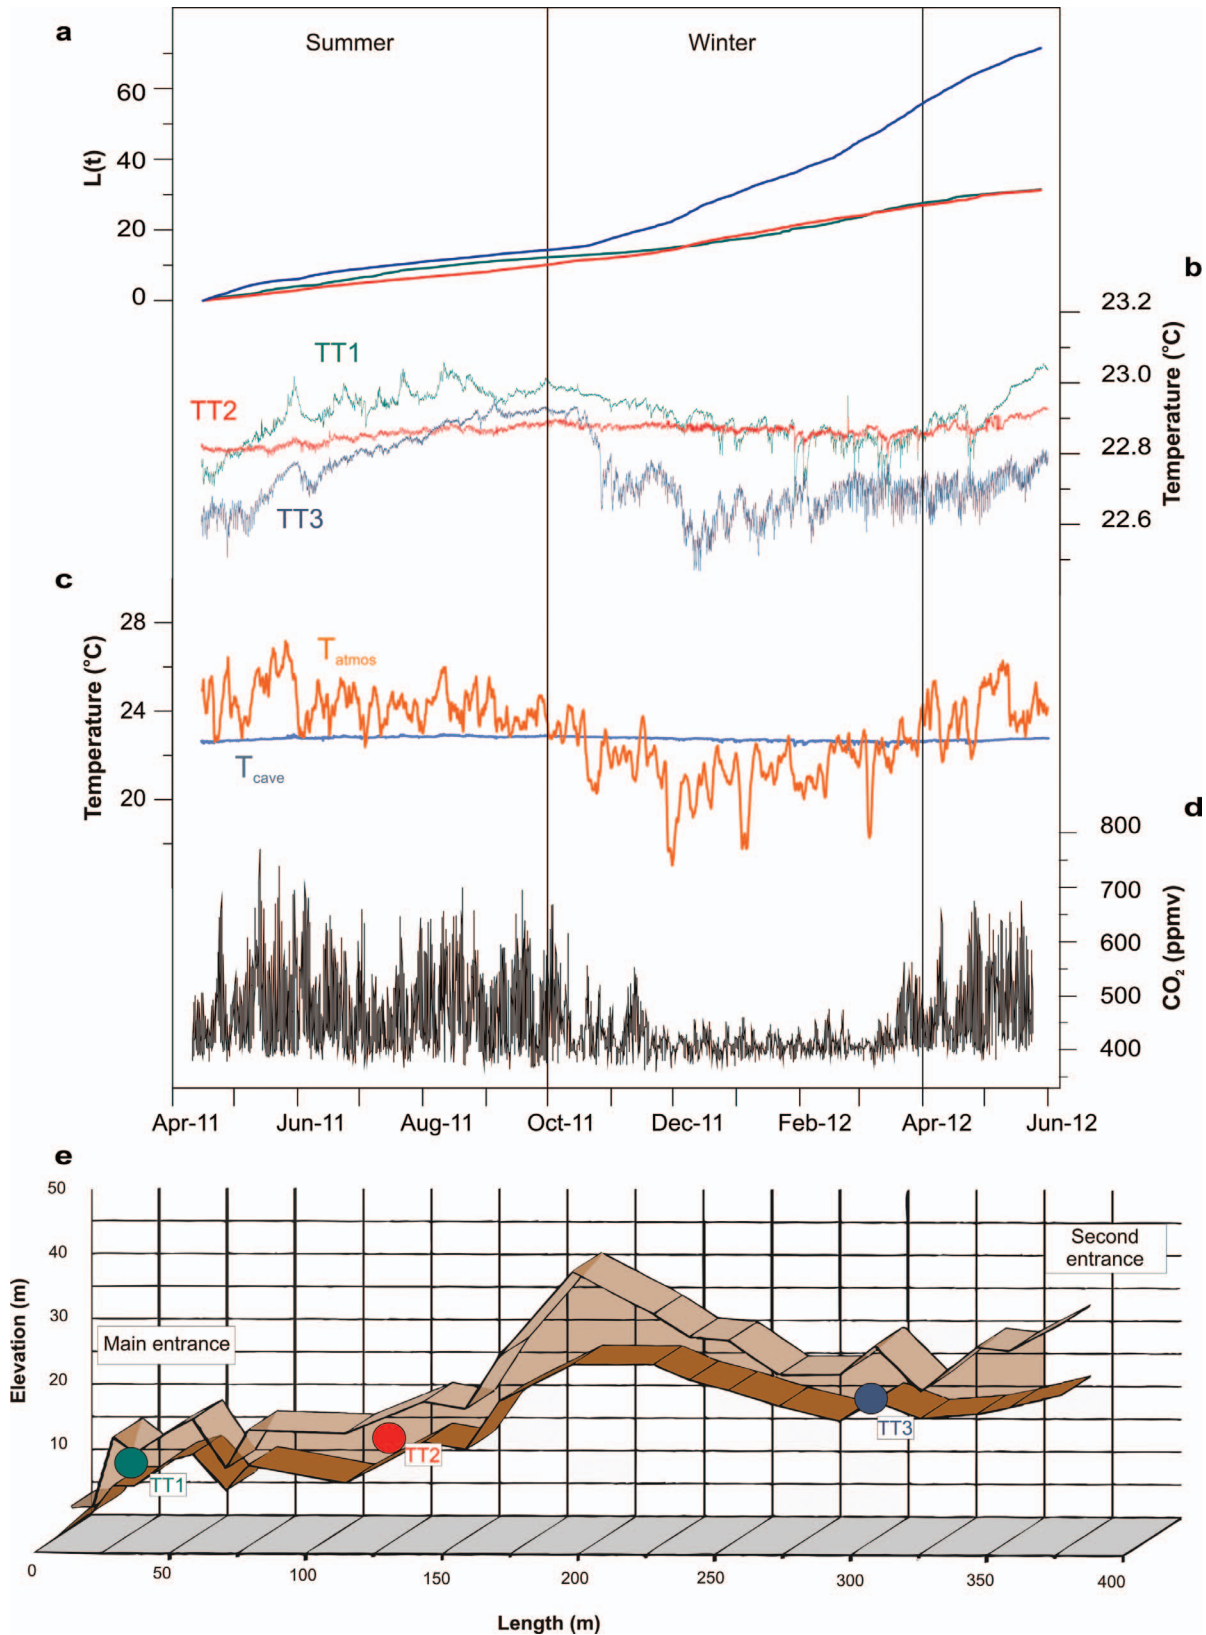 a
Summer
Winter
60
40
20
0
L(t)
b
23.2
23.0
22.8
22.6
Temperature (°C)
TT1
TT2
TT3
c
28
24
20
Temperature (°C)
T atmos
T cave
d
800
700
600
500
400
CO₂ (ppmv)
Apr-11 Jun-11 Aug-11 Oct-11 Dec-11 Feb-12 Apr-12 Jun-12
e
50
40
30
20
10
Elevation (m)
Second
entrance
Main entrance
TT1
TT2
TT3
0 50 100 150 200 250 300 350 400
Length (m)